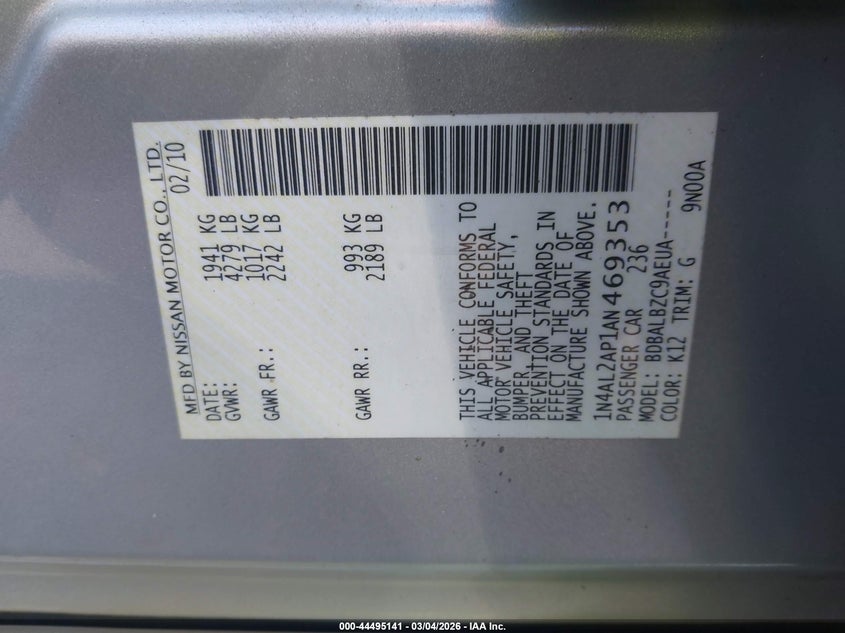 MFD BY NISSAN MOTOR CO., LTD.
DATE: 02/10
GVWR: 1941 KG
4279 LB
GAWR FR.: 1017 KG
2242 LB
GAWR RR.: 993 KG
2189 LB
THIS VEHICLE CONFORMS TO
ALL APPLICABLE FEDERAL
MOTOR VEHICLE SAFETY,
BUMPER, AND THEFT
PREVENTION STANDARDS IN
EFFECT ON THE DATE OF
MANUFACTURE SHOWN ABOVE.
1N4AL2AP1AN469353
PASSENGER CAR 236
MODEL: BDBALBZC9AEUA-----
COLOR: K12 TRIM: G 9N00A
000-44495141 - 03/04/2026 - IAA Inc.